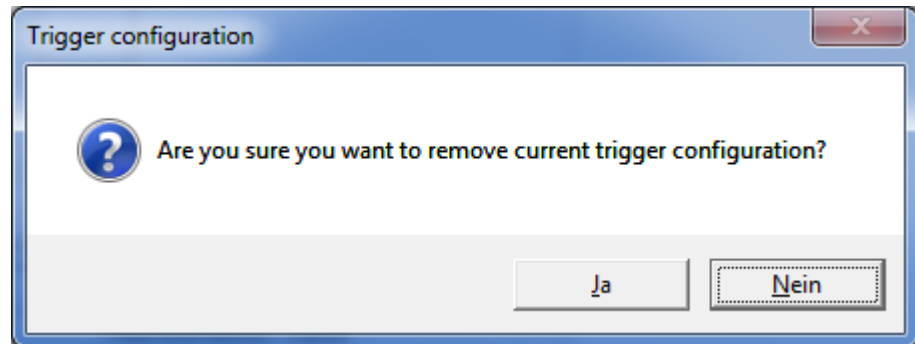 Trigger configuration
Are you sure you want to remove current trigger configuration?
Ja
Nein